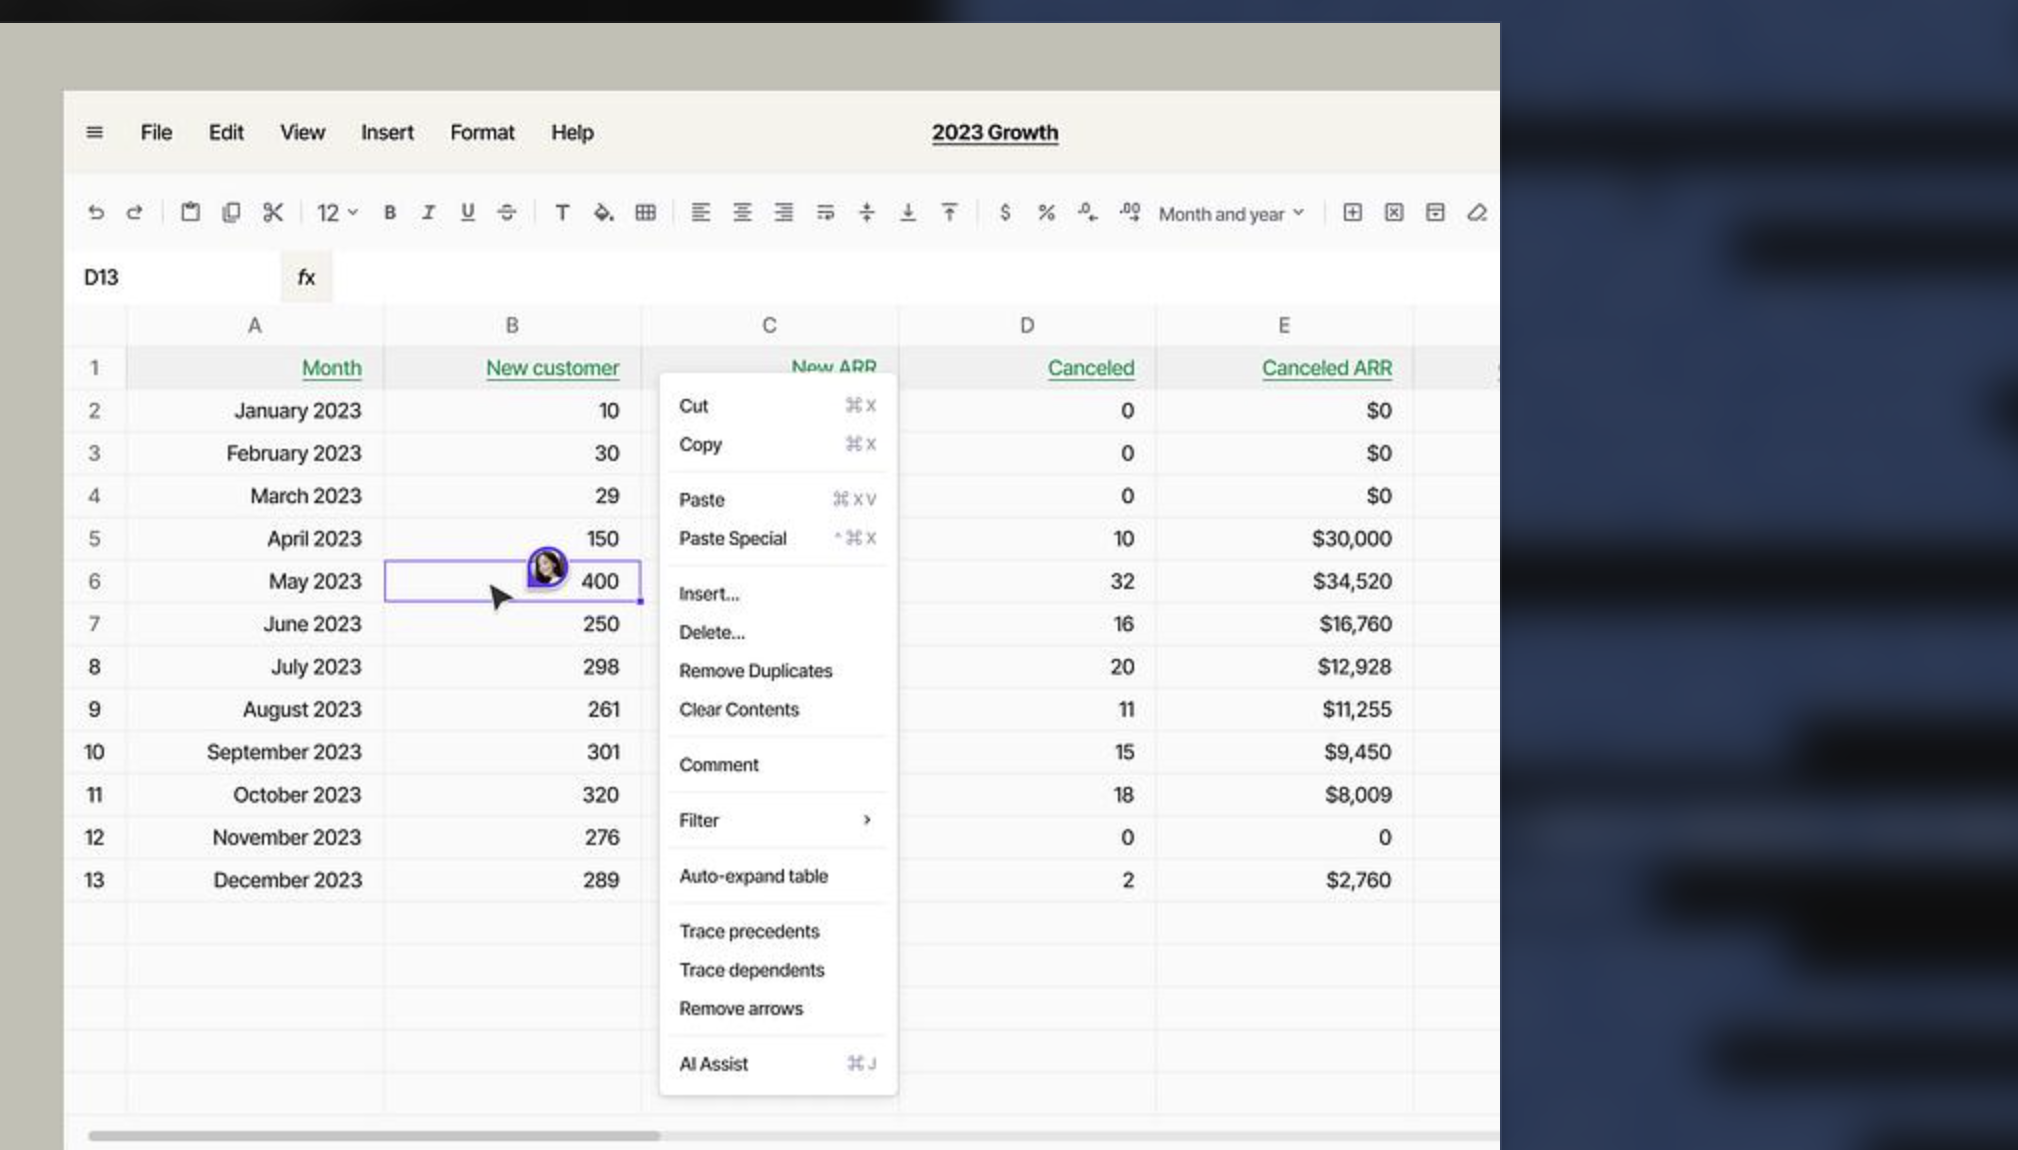 File Edit View Insert Format Help 2023 Growth
12 B I U S T $ % .0 .00 Month and year
D13 fx
A B C D E
1 Month New customer New ARR Canceled Canceled ARR
2 January 2023 10 0 $0
3 February 2023 30 0 $0
4 March 2023 29 0 $0
5 April 2023 150 10 $30,000
6 May 2023 400 32 $34,520
7 June 2023 250 16 $16,760
8 July 2023 298 20 $12,928
9 August 2023 261 11 $11,255
10 September 2023 301 15 $9,450
11 October 2023 320 18 $8,009
12 November 2023 276 0 0
13 December 2023 289 2 $2,760
Cut ⌘ X
Copy ⌘ X
Paste ⌘ X V
Paste Special ^ ⌘ X
Insert...
Delete...
Remove Duplicates
Clear Contents
Comment
Filter
Auto-expand table
Trace precedents
Trace dependents
Remove arrows
AI Assist ⌘ J